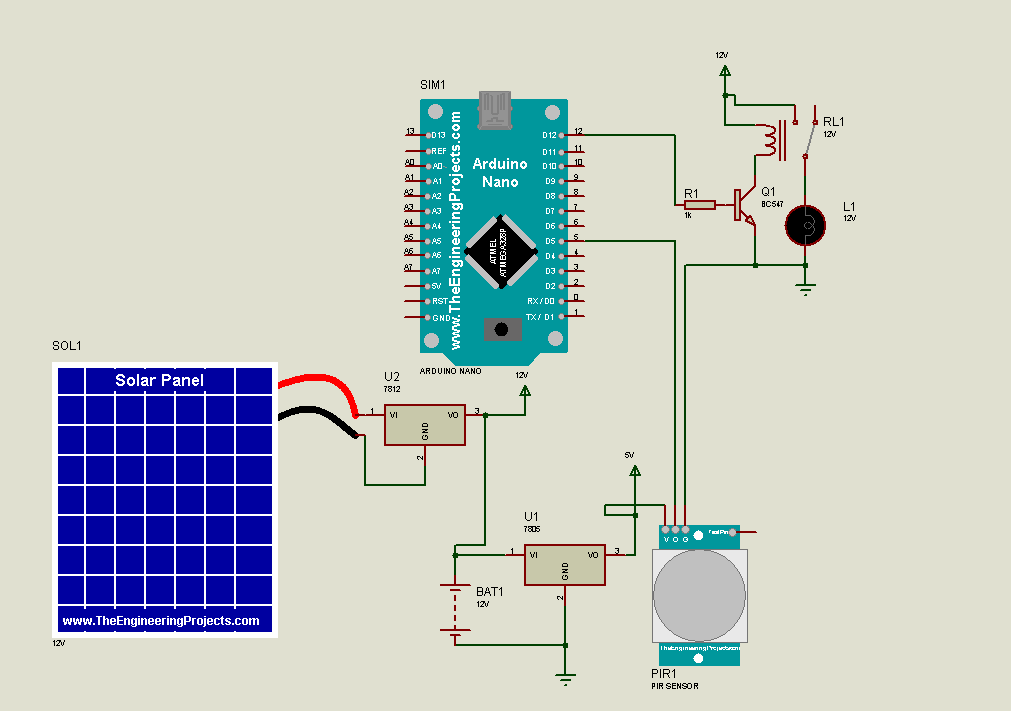 SIM1
www.TheEngineeringProjects.com
Arduino
Nano
ATMEL
ATMEGA328P
13 D13
REF
A0 A0
A1 A1
A2 A2
A3 A3
A4 A4
A5 A5
A6 A6
A7 A7
5V
RST
GND
D12 12
D11 11
D10 10
D9 9
D8 8
D7 7
D6 6
D5 5
D4 4
D3 3
D2 2
RX / D0 0
TX / D1 1
ARDUINO NANO
12V
RL1
12V
R1
1k
Q1
BC547
L1
12V
SOL1
Solar Panel
www.TheEngineeringProjects.com
12V
U2
7812
1 VI VO 3
GND
2
12V
U1
7805
1 VI VO 3
GND
2
5V
BAT1
12V
V O G TestPin
TheEngineeringProjects.com
PIR1
PIR SENSOR